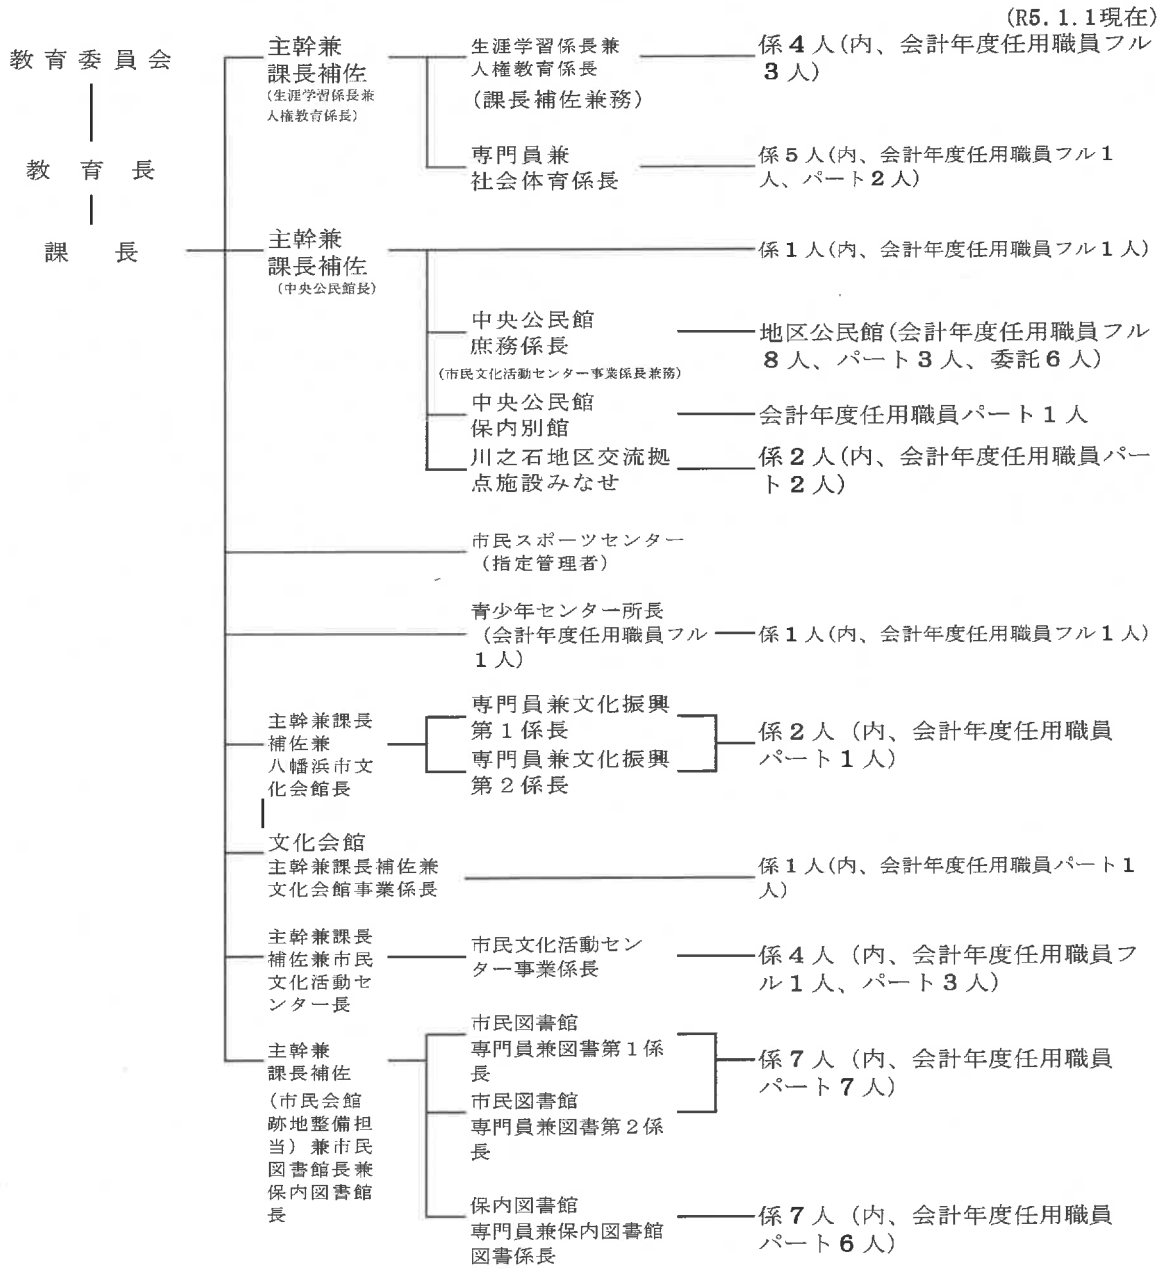 (R5.1.1現在)
教育委員会
教　育　長
課　　長
主幹兼
課長補佐
(生涯学習係長兼
人権教育係長)
生涯学習係長兼
人権教育係長
(課長補佐兼務)
係4人(内、会計年度任用職員フル
3人)
専門員兼
社会体育係長
係5人(内、会計年度任用職員フル1
人、パート2人)
主幹兼
課長補佐
(中央公民館長)
係1人(内、会計年度任用職員フル1人)
中央公民館
庶務係長
(市民文化活動センター事業係長兼務)
地区公民館(会計年度任用職員フル
8人、パート3人、委託6人)
中央公民館
保内別館
会計年度任用職員パート1人
川之石地区交流拠
点施設みなせ
係2人(内、会計年度任用職員パー
ト2人)
市民スポーツセンター
(指定管理者)
青少年センター所長
(会計年度任用職員フル
1人)
係1人(内、会計年度任用職員フル1人)
主幹兼課長
補佐兼
八幡浜市文
化会館長
専門員兼文化振興
第1係長
専門員兼文化振興
第2係長
係2人(内、会計年度任用職員
パート1人)
文化会館
主幹兼課長補佐兼
文化会館事業係長
係1人(内、会計年度任用職員パート1
人)
主幹兼課長
補佐兼市民
文化活動セ
ンター長
市民文化活動セン
ター事業係長
係4人(内、会計年度任用職員フ
ル1人、パート3人)
主幹兼
課長補佐
(市民会館
跡地整備担
当)兼市民
図書館長兼
保内図書館
長
市民図書館
専門員兼図書第1係
長
市民図書館
専門員兼図書第2係
長
係7人(内、会計年度任用職員
パート7人)
保内図書館
専門員兼保内図書館
図書係長
係7人(内、会計年度任用職員
パート6人)